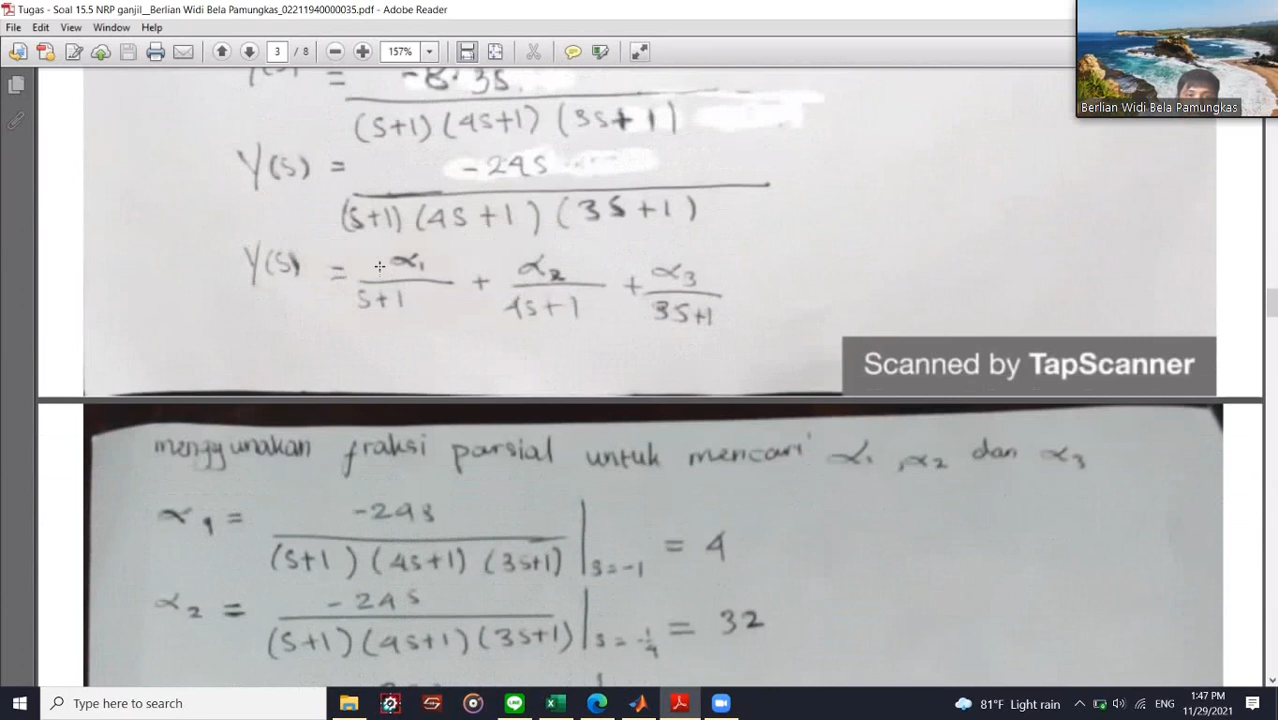 Tugas - Soal 15.5 NRP ganjil__Berlian Widi Bela Pamungkas_02211940000035.pdf - Adobe Reader
File Edit View Window Help
3 / 8 157%
Berlian Widi Bela Pamungkas
= -8.3s
(s+1) (4s+1) (3s+1)
Y(s) = -24s
(s+1) (4s+1) (3s+1)
Y(s) = α1 + α2 + α3
s+1 4s+1 3s+1
Scanned by TapScanner
menggunakan fraksi parsial untuk mencari α1, α2 dan α3
α1 = -24s
(s+1) (4s+1) (3s+1) | s=-1 = 4
α2 = -24s
(s+1) (4s+1) (3s+1) | s=-1/4 = 32
Type here to search
81°F Light rain
ENG
1:47 PM
11/29/2021